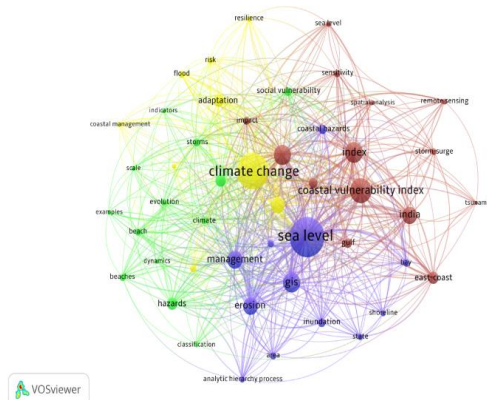 resilience
sea level
risk
flood
sensitivity
social vulnerability
adaptation
spatial analysis
remote sensing
indicators
impact
coastal management
coastal hazards
storms
index
storm surge
scale
climate change
coastal vulnerability index
evolution
tsunami
examples
climate
india
beach
sea level
gulf
management
dynamics
beaches
gis
east-coast
hazards
erosion
shoreline
inundation
state
classification
area
analytic hierarchy process
VOSviewer